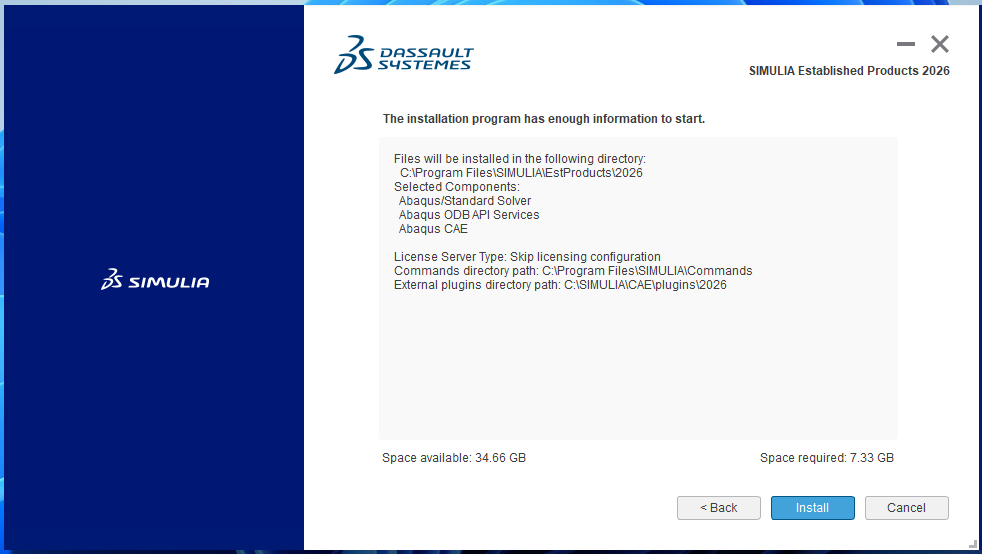 DASSAULT
SYSTEMES
SIMULIA Established Products 2026
The installation program has enough information to start.
Files will be installed in the following directory:
C:\Program Files\SIMULIA\EstProducts\2026
Selected Components:
Abaqus/Standard Solver
Abaqus ODB API Services
Abaqus CAE
License Server Type: Skip licensing configuration
Commands directory path: C:\Program Files\SIMULIA\Commands
External plugins directory path: C:\SIMULIA\CAE\plugins\2026
SIMULIA
Space available: 34.66 GB
Space required: 7.33 GB
< Back
Install
Cancel